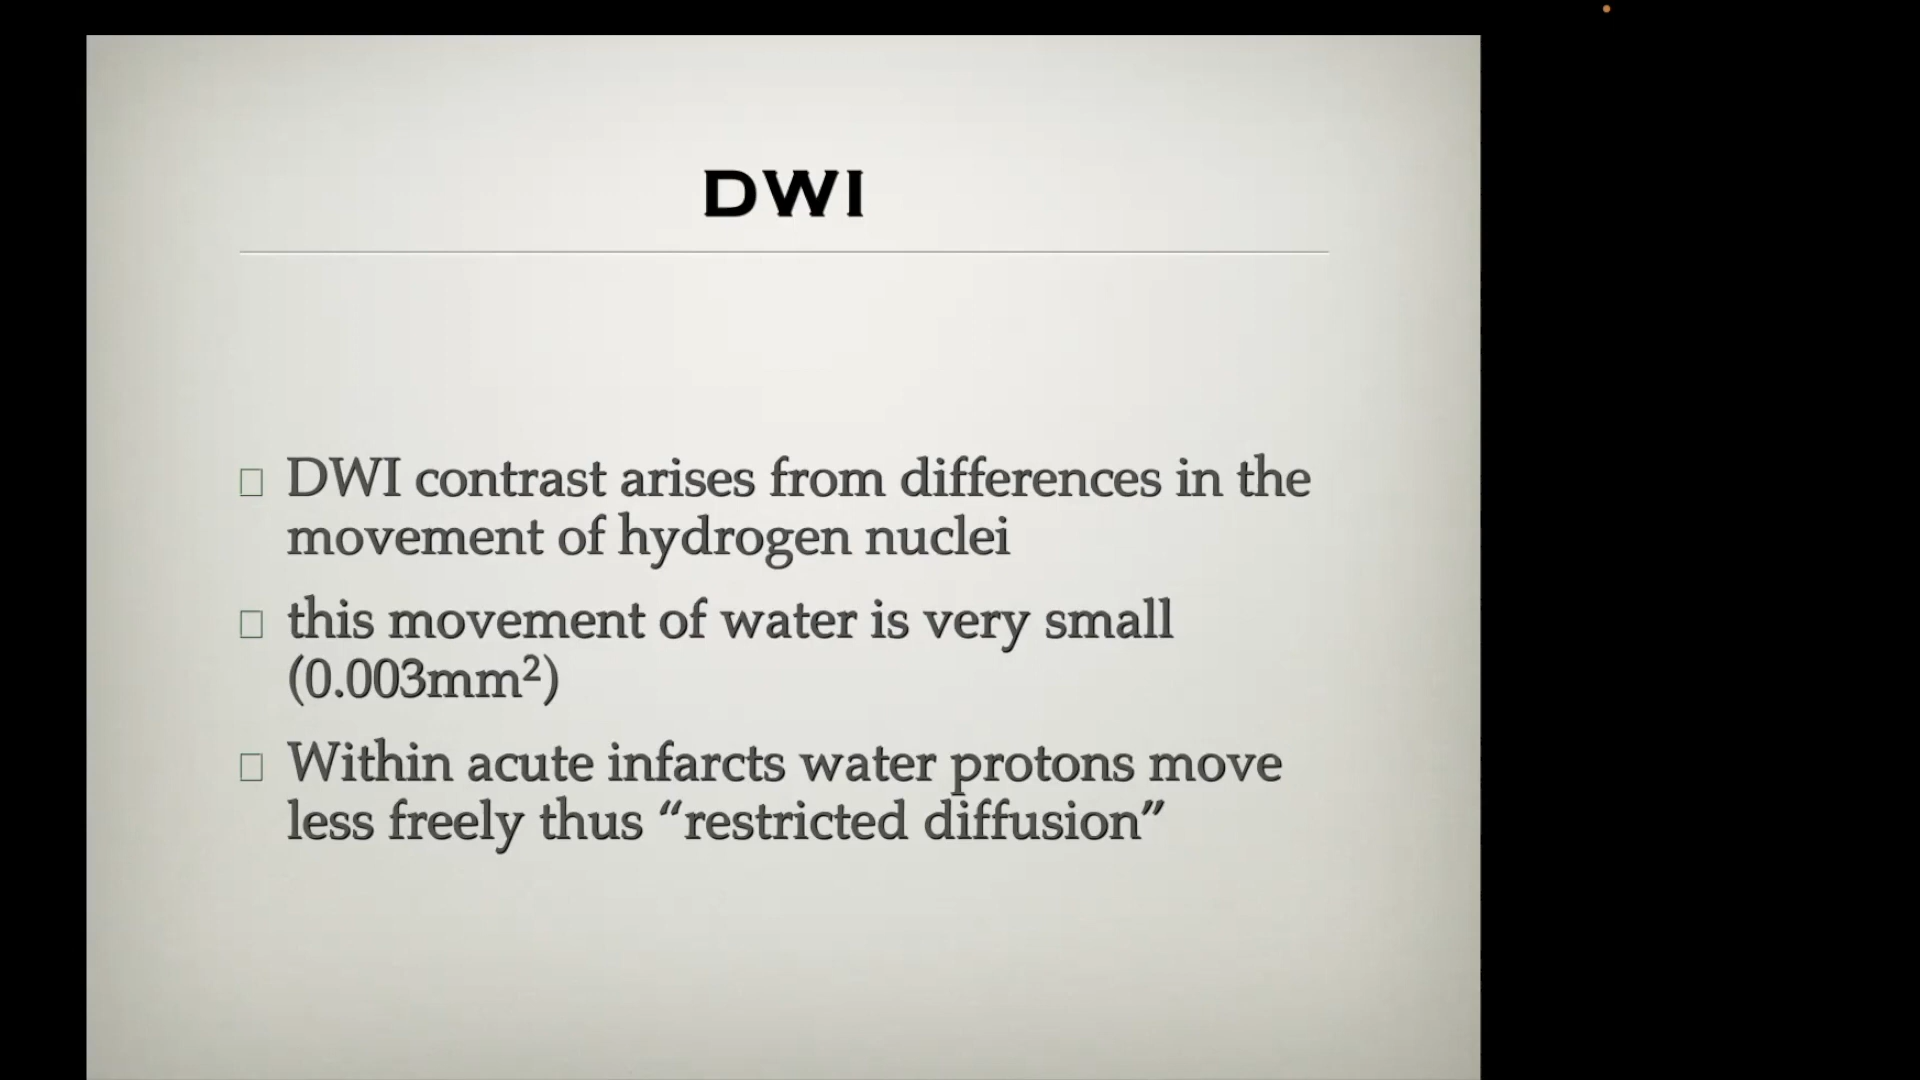 DWI
DWI contrast arises from differences in the
movement of hydrogen nuclei
this movement of water is very small
(0.003mm²)
Within acute infarcts water protons move
less freely thus “restricted diffusion”